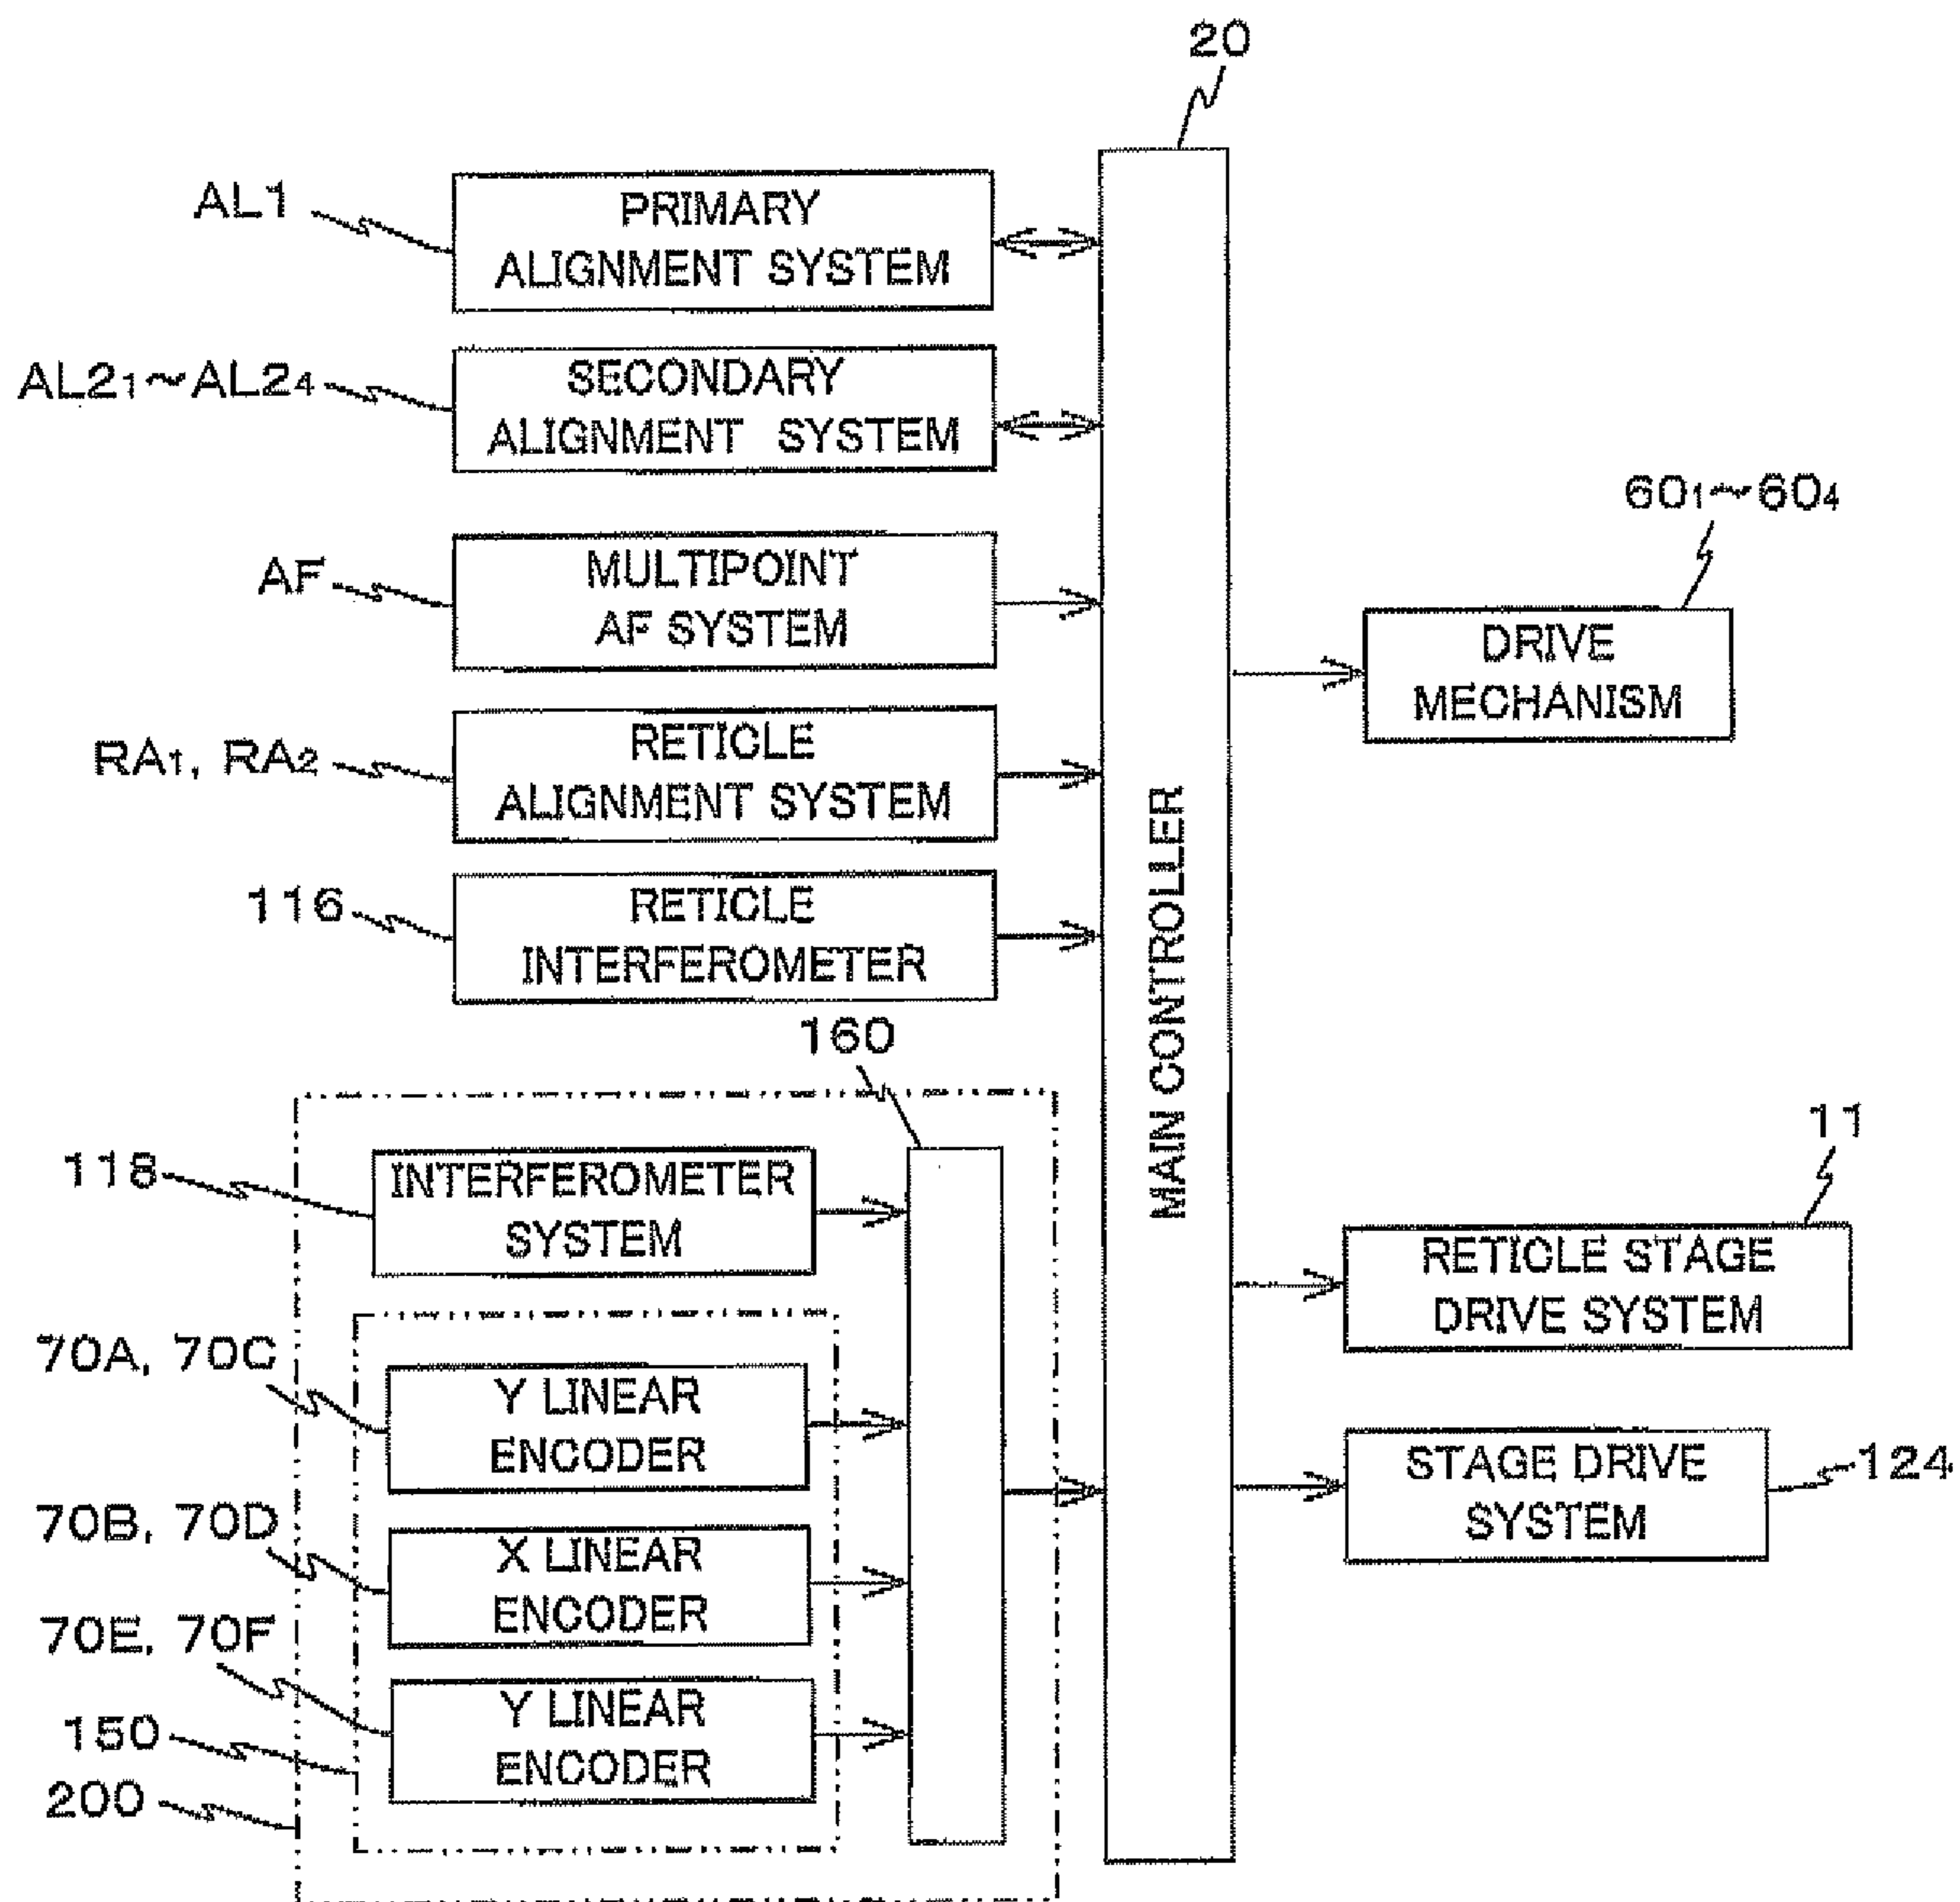 20
AL1
PRIMARY
ALIGNMENT SYSTEM
AL21~AL24
SECONDARY
ALIGNMENT SYSTEM
601~604
AF
MULTIPOINT
AF SYSTEM
DRIVE
MECHANISM
RA1, RA2
RETICLE
ALIGNMENT SYSTEM
116
RETICLE
INTERFEROMETER
MAIN CONTROLLER
160
118
INTERFEROMETER
SYSTEM
11
RETICLE STAGE
DRIVE SYSTEM
70A, 70C
Y LINEAR
ENCODER
STAGE DRIVE
SYSTEM
124
70B, 70D
X LINEAR
ENCODER
70E, 70F
Y LINEAR
ENCODER
150
200